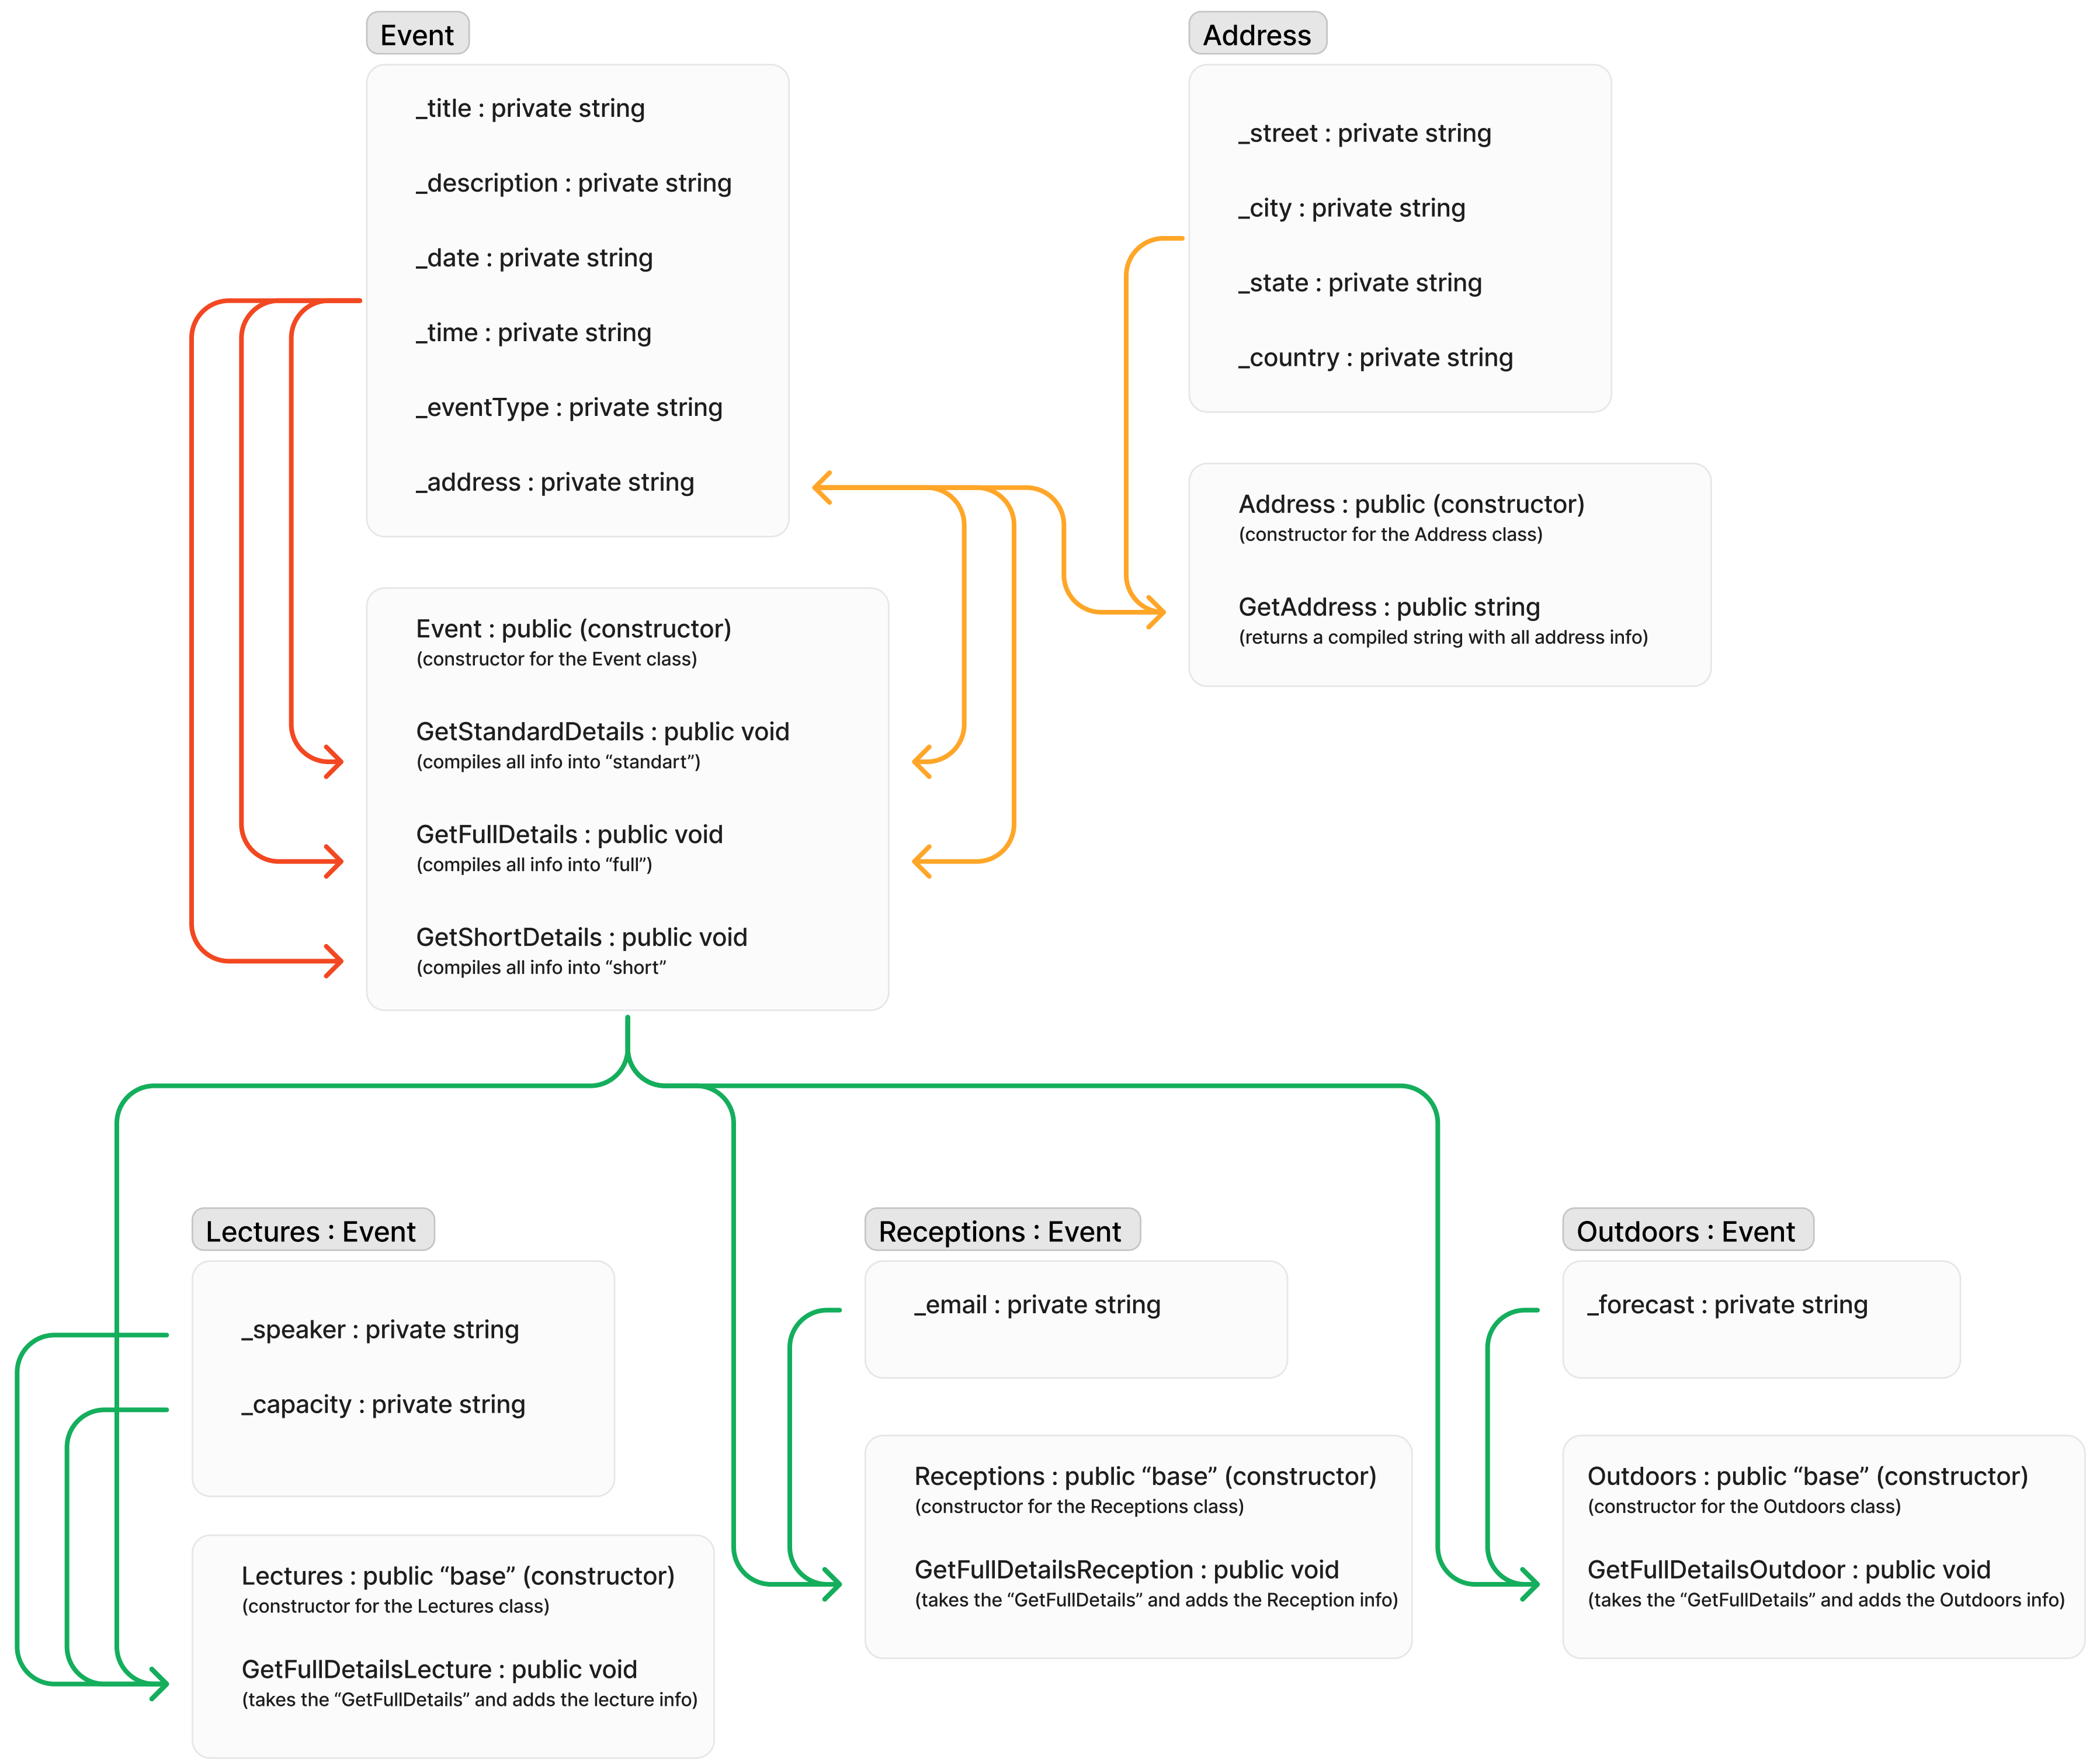 Event
_title : private string
_description : private string
_date : private string
_time : private string
_eventType : private string
_address : private string
Event : public (constructor)
(constructor for the Event class)
GetStandardDetails : public void
(compiles all info into “standart”)
GetFullDetails : public void
(compiles all info into “full”)
GetShortDetails : public void
(compiles all info into “short”
Address
_street : private string
_city : private string
_state : private string
_country : private string
Address : public (constructor)
(constructor for the Address class)
GetAddress : public string
(returns a compiled string with all address info)
Lectures : Event
_speaker : private string
_capacity : private string
Lectures : public “base” (constructor)
(constructor for the Lectures class)
GetFullDetailsLecture : public void
(takes the “GetFullDetails” and adds the lecture info)
Receptions : Event
_email : private string
Receptions : public “base” (constructor)
(constructor for the Receptions class)
GetFullDetailsReception : public void
(takes the “GetFullDetails” and adds the Reception info)
Outdoors : Event
_forecast : private string
Outdoors : public “base” (constructor)
(constructor for the Outdoors class)
GetFullDetailsOutdoor : public void
(takes the “GetFullDetails” and adds the Outdoors info)